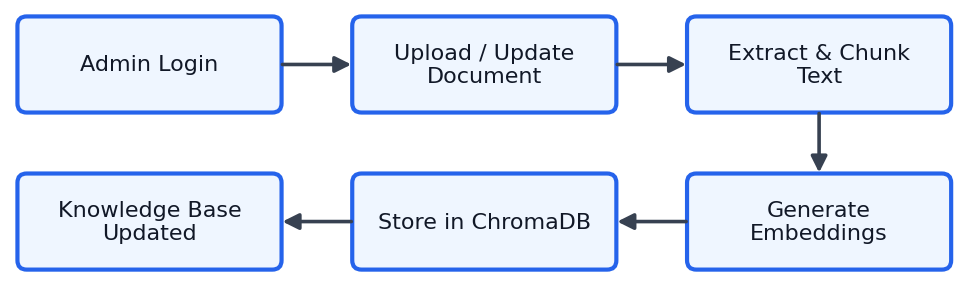 Admin Login
Upload / Update
Document
Extract & Chunk
Text
Generate
Embeddings
Store in ChromaDB
Knowledge Base
Updated